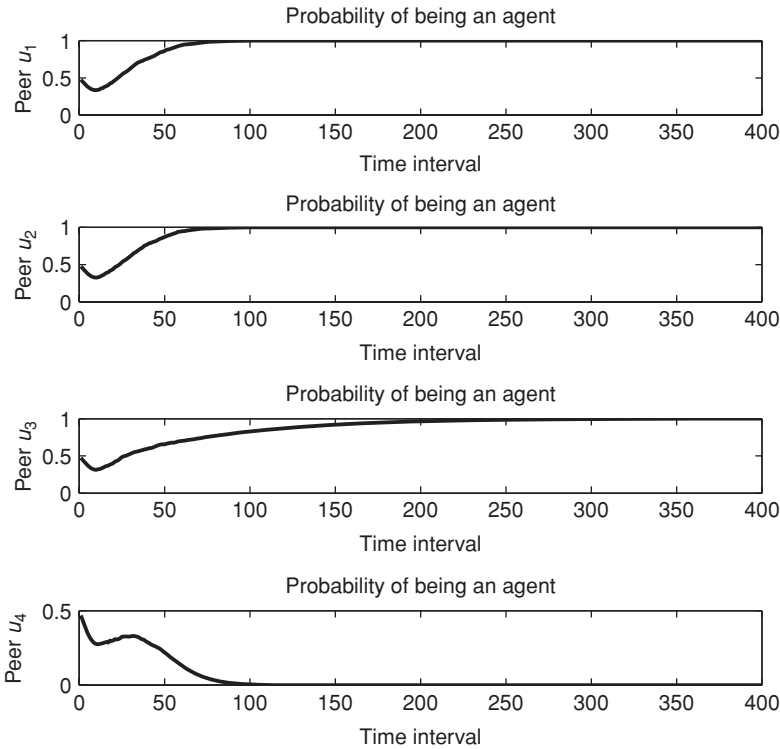 Probability of being an agent
Peer u1
1
0.5
0
0 50 100 150 200 250 300 350 400
Time interval
Probability of being an agent
Peer u2
1
0.5
0
0 50 100 150 200 250 300 350 400
Time interval
Probability of being an agent
Peer u3
1
0.5
0
0 50 100 150 200 250 300 350 400
Time interval
Probability of being an agent
Peer u4
0.5
0
0 50 100 150 200 250 300 350 400
Time interval